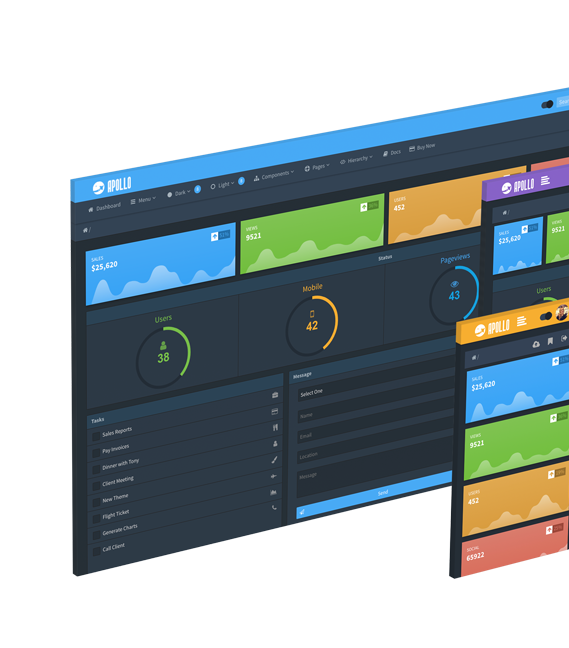 APOLLO
Dashboard Menu Dark Light Components Pages Hierarchy Docs Buy Now
/
SALES
$25,620
VIEWS
9521
USERS
452
Status
Users
38
Mobile
42
Pageviews
43
Tasks
Sales Reports
Pay Invoices
Dinner with Tony
Client Meeting
New Theme
Flight Ticket
Generate Charts
Call Client
Message
Select One
Name
Email
Location
Message
Send
APOLLO
/
SALES
$25,620
VIEWS
9521
Users
APOLLO
/
SALES
$25,620
VIEWS
9521
USERS
452
SOCIAL
65922